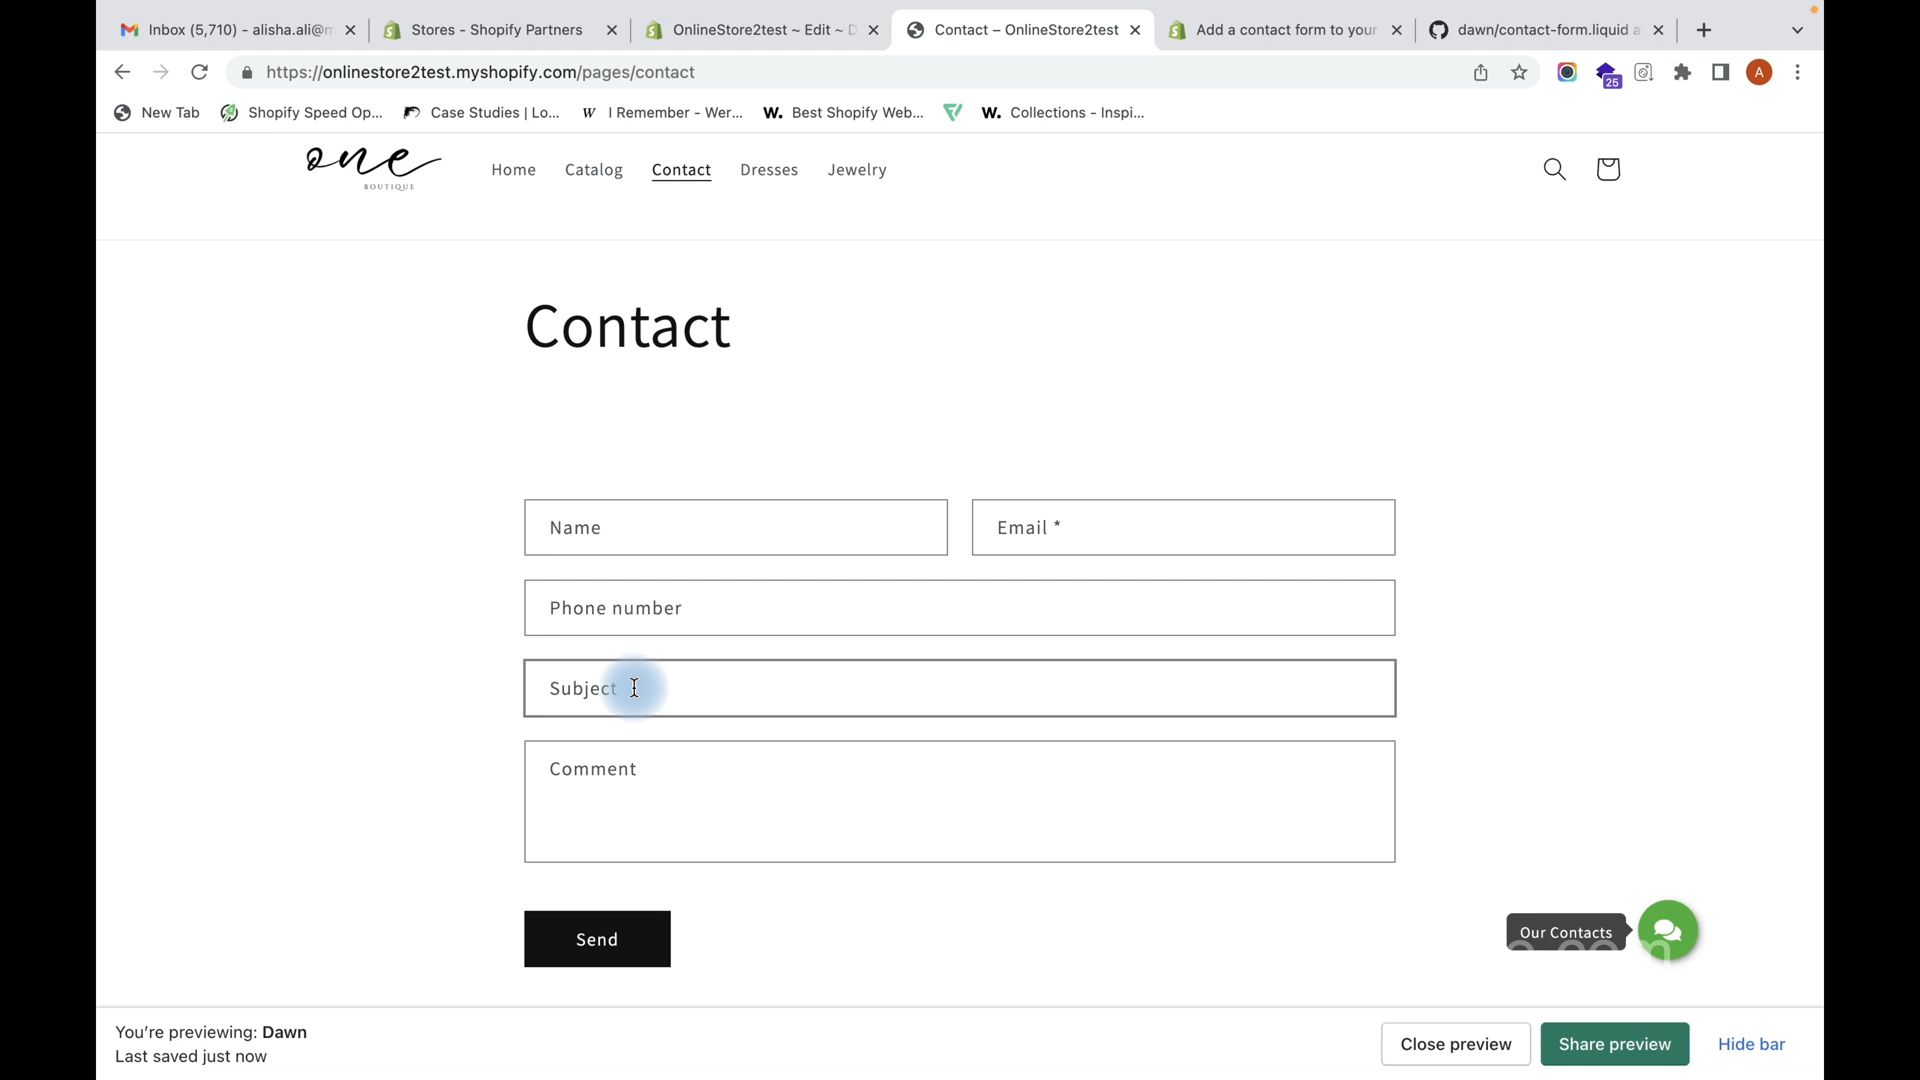 Inbox (5,710) - alisha.ali@m
Stores - Shopify Partners
OnlineStore2test ~ Edit ~ D
Contact – OnlineStore2test
Add a contact form to your
dawn/contact-form.liquid a
https://onlinestore2test.myshopify.com/pages/contact
25
A
New Tab
Shopify Speed Op...
Case Studies | Lo...
W I Remember - Wer...
W. Best Shopify Web...
W. Collections - Inspi...
one
BOUTIQUE
Home
Catalog
Contact
Dresses
Jewelry
Contact
Name
Email *
Phone number
Subject
Comment
Send
Our Contacts
You're previewing: Dawn
Last saved just now
Close preview
Share preview
Hide bar